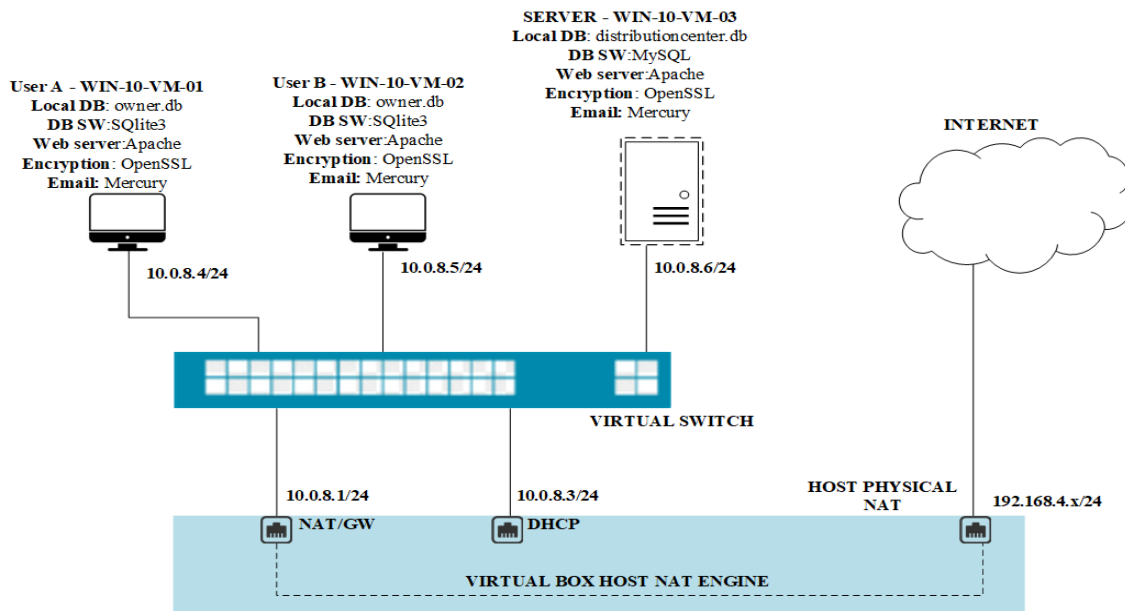 SERVER - WIN-10-VM-03
Local DB: distributioncenter.db
DB SW:MySQL
Web server:Apache
Encryption: OpenSSL
Email: Mercury
User A - WIN-10-VM-01
Local DB: owner.db
DB SW:SQlite3
Web server:Apache
Encryption: OpenSSL
Email: Mercury
User B - WIN-10-VM-02
Local DB: owner.db
DB SW:SQlite3
Web server:Apache
Encryption: OpenSSL
Email: Mercury
INTERNET
10.0.8.4/24
10.0.8.5/24
10.0.8.6/24
VIRTUAL SWITCH
10.0.8.1/24
10.0.8.3/24
HOST PHYSICAL
NAT
192.168.4.x/24
NAT/GW
DHCP
VIRTUAL BOX HOST NAT ENGINE